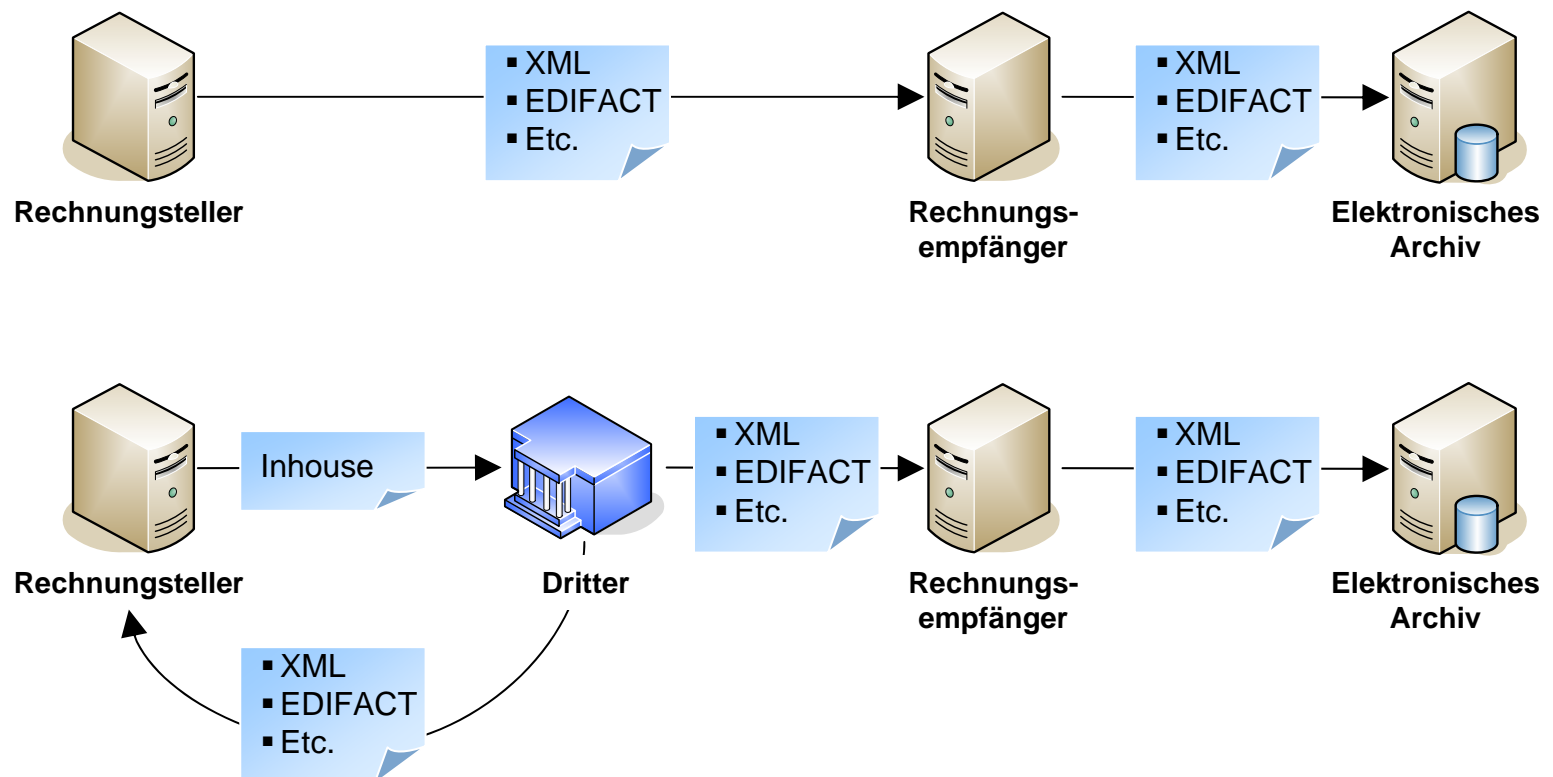 ▪ XML
▪ EDIFACT
▪ Etc.
▪ XML
▪ EDIFACT
▪ Etc.
Rechnungsteller
Rechnungs-
empfänger
Elektronisches
Archiv
Inhouse
▪ XML
▪ EDIFACT
▪ Etc.
▪ XML
▪ EDIFACT
▪ Etc.
Rechnungsteller
Dritter
Rechnungs-
empfänger
Elektronisches
Archiv
▪ XML
▪ EDIFACT
▪ Etc.